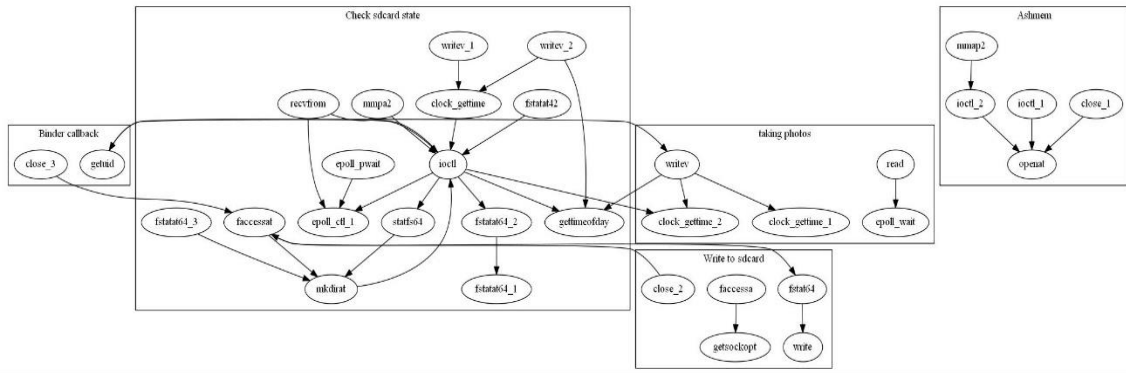 Check sdcard state
Ashmem
writev_1
writev_2
mmap2
recvfrom
mmpa2
clock_gettime
fstatat42
ioctl_2
ioctl_1
close_1
Binder callback
taking photos
close_3
getuid
epoll_pwait
ioctl
writev
read
openat
fstatat64_3
faccessat
epoll_ctl_1
statfs64
fstatat64_2
gettimeofday
clock_gettime_2
clock_gettime_1
epoll_wait
Write to sdcard
mkdirat
fstatat64_1
close_2
faccessa
fstat64
getsockopt
write